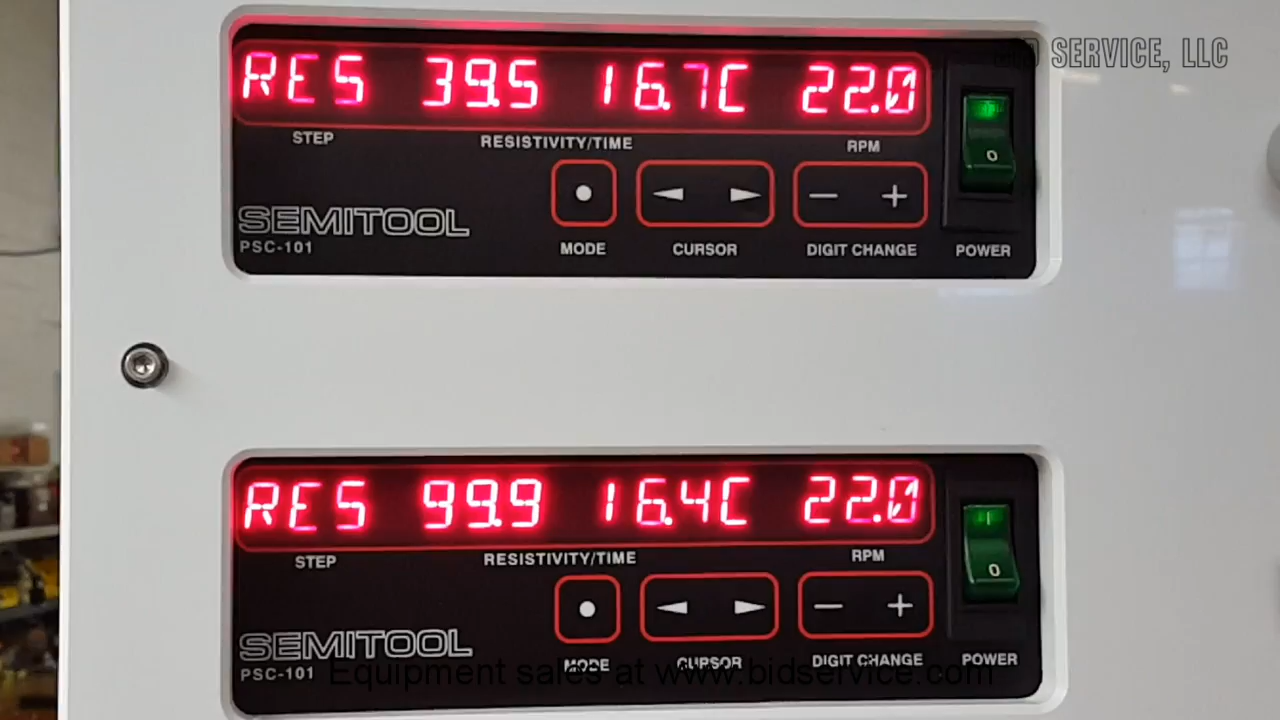 SERVICE, LLC
RES 39.5 16.7C 22.0
STEP RESISTIVITY/TIME RPM
0
SEMITOOL
PSC-101
MODE CURSOR DIGIT CHANGE POWER
RES 99.9 16.4C 22.0
STEP RESISTIVITY/TIME RPM
0
SEMITOOL
PSC-101
MODE CURSOR DIGIT CHANGE POWER
Equipment sales at www.bidservice.com